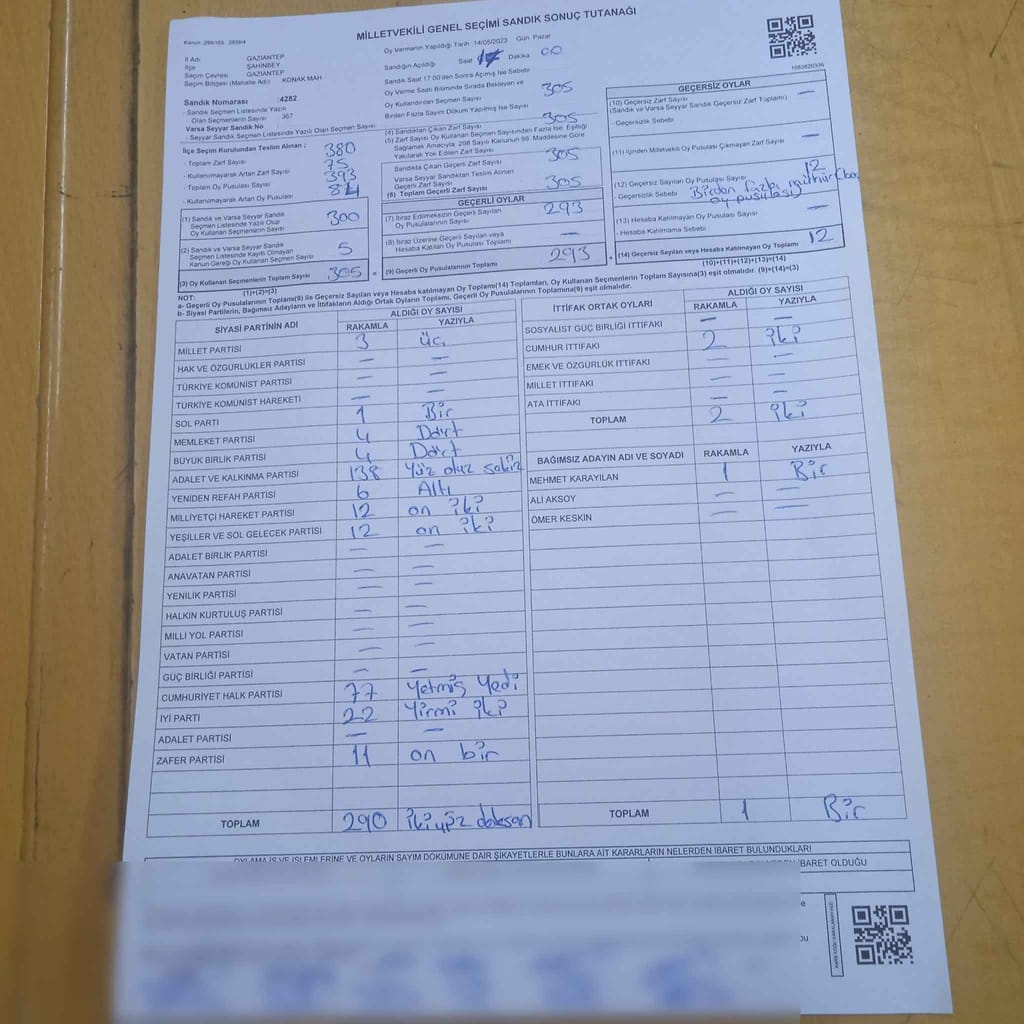 MİLLETVEKİLİ GENEL SEÇİMİ SANDIK SONUÇ TUTANAĞI
Oy Vermenin Yapıldığı Tarih :14/05/2023 Gün: Pazar
İl Adı GAZİANTEP
İlçe ŞAHİNBEY
Seçim Çevresi GAZİANTEP
Seçim Bölgesi (Mahalle Adı) KONAK MAH
Sandık Numarası :4282
- Sandık Seçmen Listesinde Yazılı
Olan Seçmenlerin Sayısı 367
Varsa Seyyar Sandık No :
- Seyyar Sandık Seçmen Listesinde Yazılı Olan Seçmen Sayısı
İlçe Seçim Kurulundan Teslim Alınan ;
- Toplam Zarf Sayısı 380
- Kullanılmayarak Artan Zarf Sayısı 75
- Toplam Oy Pusulası Sayısı 393
- Kullanılmayarak Artan Oy Pusulası
(1) Sandık ve Varsa Seyyar Sandık
Seçmen Listesinde Yazılı Olup
Oy Kullanan Seçmenlerin Sayısı 300
(2) Sandık ve Varsa Seyyar Sandık
Seçmen Listesinde Kayıtlı Olmayan
Kanun Gereği Oy Kullanan Seçmen Sayısı 5
(3) Oy Kullanan Seçmenlerin Toplam Sayısı 305
(1)+(2)=(3)
Sandığın Açıldığı Saat 17 Dakika 00
Sandık Saat 17.00'den Sonra Açılmış İse Sebebi
Oy Verme Saati Bitiminde Sırada Bekleyen ve
Oy Kullandırılan Seçmen Sayısı 305
Birden Fazla Sayım Döküm Yapılmış İse Sayısı
(4) Sandıktan Çıkan Zarf Sayısı 305
(5) Zarf Sayısı Oy Kullanan Seçmen Sayısından Fazla İse, Eşitliği
Sağlamak Amacıyla; 298 Sayılı Kanunun 98. Maddesine Göre
Yakılarak Yok Edilen Zarf Sayısı
Sandıkta Çıkan Geçerli Zarf Sayısı 305
Varsa Seyyar Sandıktan Teslim Alınan
Geçerli Zarf Sayısı
(6) Toplam Geçerli Zarf Sayısı 305
GEÇERLİ OYLAR
(7) İtiraz Edilmeksizin Geçerli Sayılan
Oy Pusulalarının Sayısı 293
(8) İtiraz Üzerine Geçerli Sayılan veya
Hesaba Katılan Oy Pusulası Toplamı —
(9) Geçerli Oy Pusulalarının Toplamı 293
1683820336
GEÇERSİZ OYLAR
(10) Geçersiz Zarf Sayısı
(Sandık ve Varsa Seyyar Sandık Geçersiz Zarf Toplamı) —
- Geçersizlik Sebebi
(11) İçinden Milletvekili Oy Pusulası Çıkmayan Zarf Sayısı —
(12) Geçersiz Sayılan Oy Pusulası Sayısı 12
- Geçersizlik Sebebi Birden fazla mühür
oy pusulası
(13) Hesaba Katılmayan Oy Pusulası Sayısı —
- Hesaba Katılmama Sebebi
(14) Geçersiz Sayılan veya Hesaba Katılmayan Oy Toplamı 12
(10)+(11)+(12)+(13)=(14)
NOT:
a- Geçerli Oy Pusulalarının Toplamı(9) ile Geçersiz Sayılan veya Hesaba katılmayan Oy Toplamı(14) Toplamları, Oy Kullanan Seçmenlerin Toplam Sayısına(3) eşit olmalıdır. (9)+(14)=(3)
b- Siyasi Partilerin, Bağımsız Adayların ve İttifakların Aldığı Ortak Oyların Toplamı, Geçerli Oy Pusulalarının Toplamına(9) eşit olmalıdır.
SİYASİ PARTİNİN ADI ALDIĞI OY SAYISI
RAKAMLA YAZIYLA
MİLLET PARTİSİ 3 üç
HAK VE ÖZGÜRLÜKLER PARTİSİ — —
TÜRKİYE KOMÜNİST PARTİSİ — —
TÜRKİYE KOMÜNİST HAREKETİ — —
SOL PARTİ 1 Bir
MEMLEKET PARTİSİ 4 Dört
BÜYÜK BİRLİK PARTİSİ 4 Dört
ADALET VE KALKINMA PARTİSİ 138 Yüz otuz sekiz
YENİDEN REFAH PARTİSİ 6 Altı
MİLLİYETÇİ HAREKET PARTİSİ 12 on iki
YEŞİLLER VE SOL GELECEK PARTİSİ 12 on iki
ADALET BİRLİK PARTİSİ — —
ANAVATAN PARTİSİ — —
YENİLİK PARTİSİ — —
HALKIN KURTULUŞ PARTİSİ — —
MİLLİ YOL PARTİSİ — —
VATAN PARTİSİ — —
GÜÇ BİRLİĞİ PARTİSİ — —
CUMHURİYET HALK PARTİSİ 77 Yetmiş Yedi
İYİ PARTİ 22 Yirmi iki
ADALET PARTİSİ — —
ZAFER PARTİSİ 11 on bir
TOPLAM 290 ikiyüz doksan
İTTİFAK ORTAK OYLARI ALDIĞI OY SAYISI
RAKAMLA YAZIYLA
SOSYALİST GÜÇ BİRLİĞİ İTTİFAKI — —
CUMHUR İTTİFAKI 2 iki
EMEK VE ÖZGÜRLÜK İTTİFAKI — —
MİLLET İTTİFAKI — —
ATA İTTİFAKI — —
TOPLAM 2 iki
BAĞIMSIZ ADAYIN ADI VE SOYADI RAKAMLA YAZIYLA
MEHMET KARAYILAN 1 Bir
ALİ AKSOY — —
ÖMER KESKİN — —
TOPLAM 1 Bir
OYLAMA İŞ VE İŞLEMLERİNE VE OYLARIN SAYIM DÖKÜMÜNE DAİR ŞİKAYETLERLE BUNLARA AİT KARARLARIN NELERDEN İBARET BULUNDUKLARI
İBARET OLDUĞU